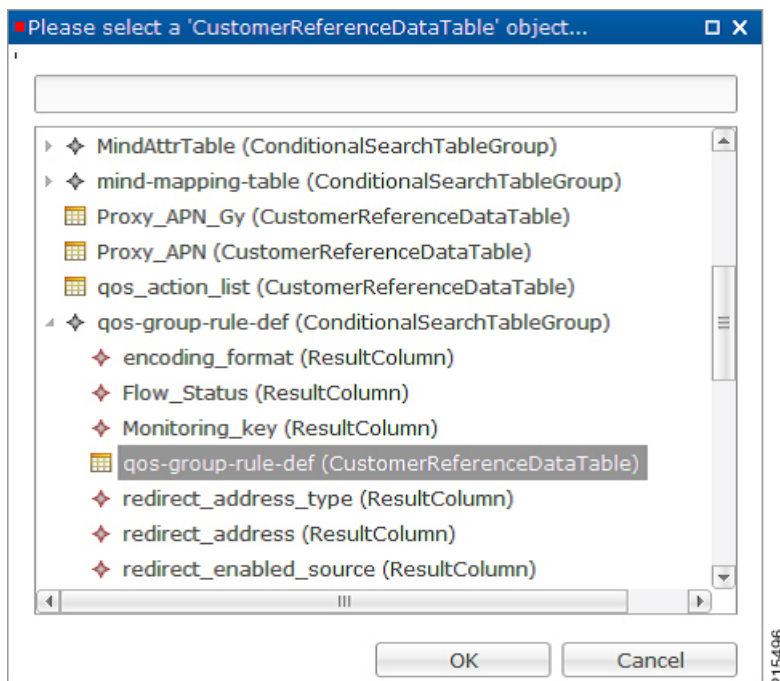 Please select a 'CustomerReferenceDataTable' object...
MindAttrTable (ConditionalSearchTableGroup)
mind-mapping-table (ConditionalSearchTableGroup)
Proxy_APN_Gy (CustomerReferenceDataTable)
Proxy_APN (CustomerReferenceDataTable)
qos_action_list (CustomerReferenceDataTable)
qos-group-rule-def (ConditionalSearchTableGroup)
encoding_format (ResultColumn)
Flow_Status (ResultColumn)
Monitoring_key (ResultColumn)
qos-group-rule-def (CustomerReferenceDataTable)
redirect_address_type (ResultColumn)
redirect_address (ResultColumn)
redirect_enabled_source (ResultColumn)
OK Cancel